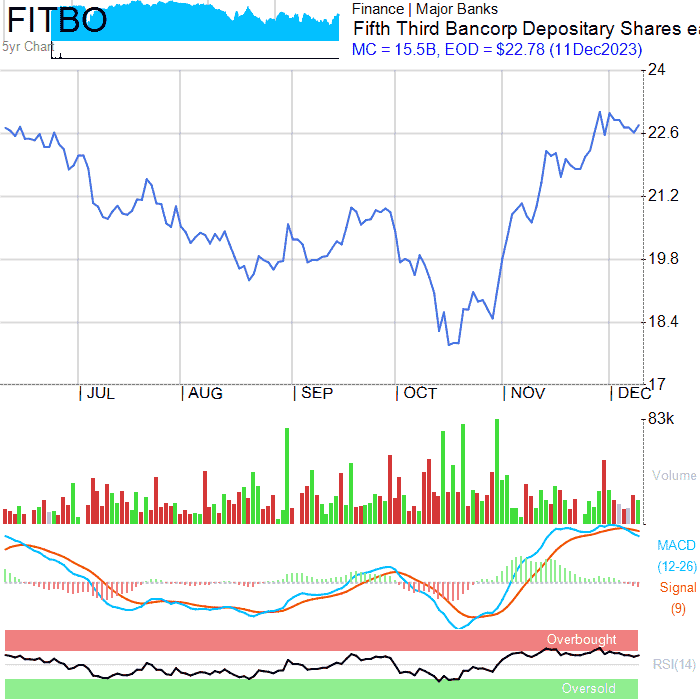 FITBO
Finance | Major Banks
Fifth Third Bancorp Depositary Shares ea
MC = 15.5B, EOD = $22.78 (11Dec2023)
5yr Chart
24
22.6
21.2
19.8
18.4
17
JUL AUG SEP OCT NOV DEC
83k
Volume
MACD
(12-26)
Signal
(9)
Overbought
RSI(14)
Oversold